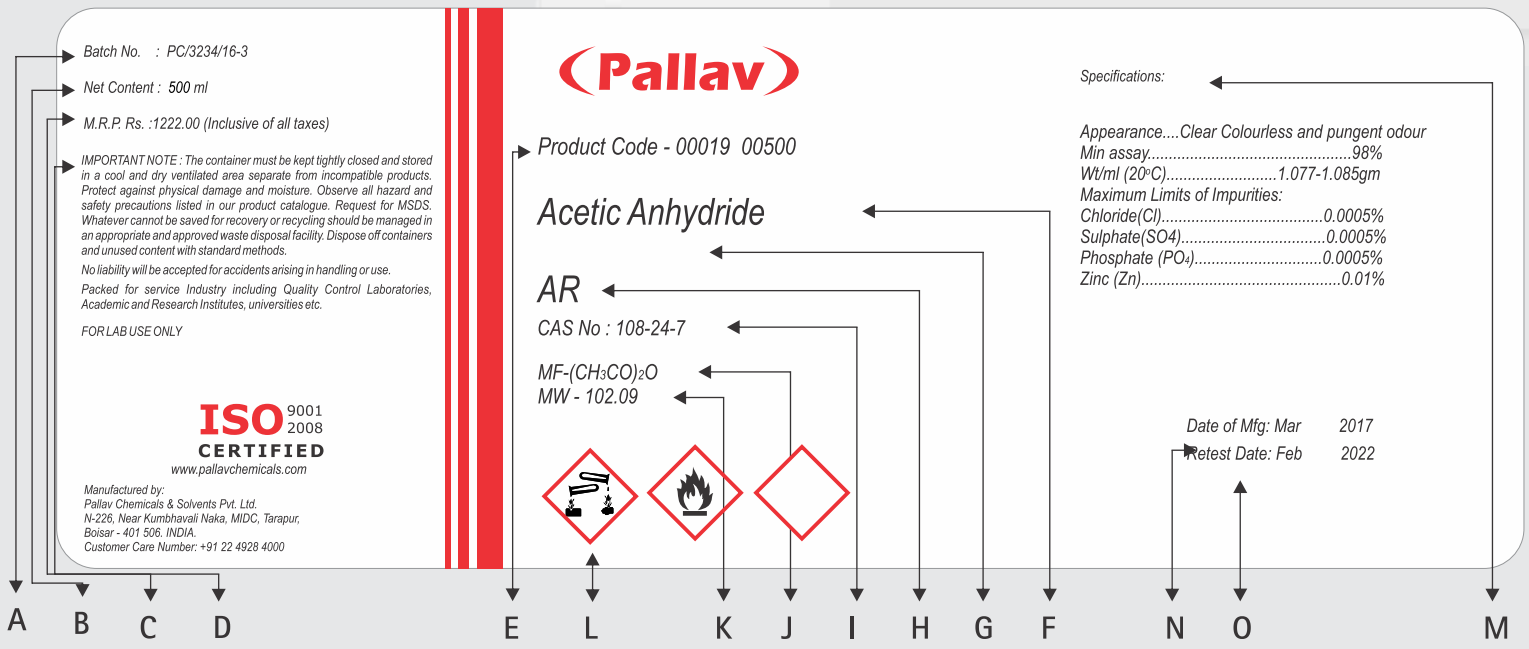 Batch No. : PC/3234/16-3
Net Content : 500 ml
M.R.P. Rs. :1222.00 (Inclusive of all taxes)
IMPORTANT NOTE : The container must be kept tightly closed and stored
in a cool and dry ventilated area separate from incompatible products.
Protect against physical damage and moisture. Observe all hazard and
safety precautions listed in our product catalogue. Request for MSDS.
Whatever cannot be saved for recovery or recycling should be managed in
an appropriate and approved waste disposal facility. Dispose off containers
and unused content with standard methods.
No liability will be accepted for accidents arising in handling or use.
Packed for service Industry including Quality Control Laboratories,
Academic and Research Institutes, universities etc.
FOR LAB USE ONLY
ISO 9001
2008
CERTIFIED
www.pallavchemicals.com
Manufactured by:
Pallav Chemicals & Solvents Pvt. Ltd.
N-226, Near Kumbhavali Naka, MIDC, Tarapur,
Boisar - 401 506. INDIA.
Customer Care Number: +91 22 4928 4000
Pallav
Product Code - 00019 00500
Acetic Anhydride
AR
CAS No : 108-24-7
MF-(CH3CO)2O
MW - 102.09
Specifications:
Appearance....Clear Colourless and pungent odour
Min assay................................................98%
Wt/ml (20oC)..........................1.077-1.085gm
Maximum Limits of Impurities:
Chloride(Cl)......................................0.0005%
Sulphate(SO4)..................................0.0005%
Phosphate (PO4)..............................0.0005%
Zinc (Zn)...............................................0.01%
Date of Mfg: Mar 2017
Retest Date: Feb 2022
A B C D E L K J I H G F N O M